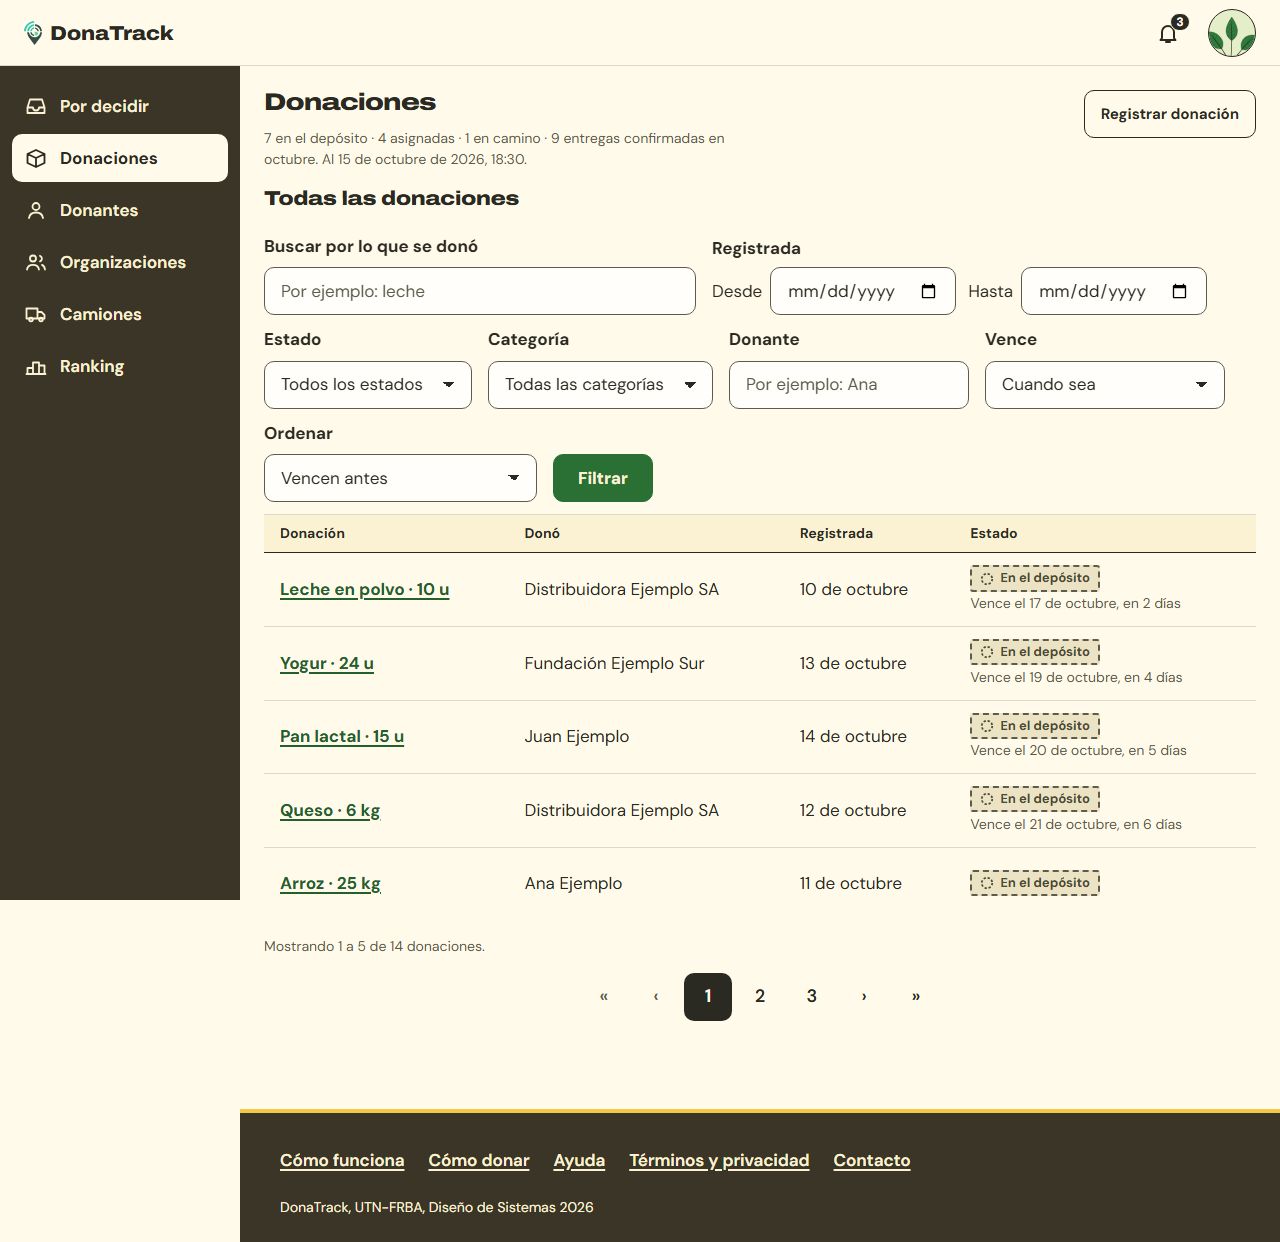 DonaTrack
3
Por decidir
Donaciones
Donantes
Organizaciones
Camiones
Ranking
Donaciones
Registrar donación
7 en el depósito · 4 asignadas · 1 en camino · 9 entregas confirmadas en
octubre. Al 15 de octubre de 2026, 18:30.
Todas las donaciones
Buscar por lo que se donó
Registrada
Por ejemplo: leche
Desde mm/dd/yyyy Hasta mm/dd/yyyy
Estado Categoría Donante Vence
Todos los estados Todas las categorías Por ejemplo: Ana Cuando sea
Ordenar
Vencen antes Filtrar
Donación Donó Registrada Estado
Leche en polvo · 10 u Distribuidora Ejemplo SA 10 de octubre En el depósito
Vence el 17 de octubre, en 2 días
Yogur · 24 u Fundación Ejemplo Sur 13 de octubre En el depósito
Vence el 19 de octubre, en 4 días
Pan lactal · 15 u Juan Ejemplo 14 de octubre En el depósito
Vence el 20 de octubre, en 5 días
Queso · 6 kg Distribuidora Ejemplo SA 12 de octubre En el depósito
Vence el 21 de octubre, en 6 días
Arroz · 25 kg Ana Ejemplo 11 de octubre En el depósito
Mostrando 1 a 5 de 14 donaciones.
« ‹ 1 2 3 › »
Cómo funciona Cómo donar Ayuda Términos y privacidad Contacto
DonaTrack, UTN-FRBA, Diseño de Sistemas 2026